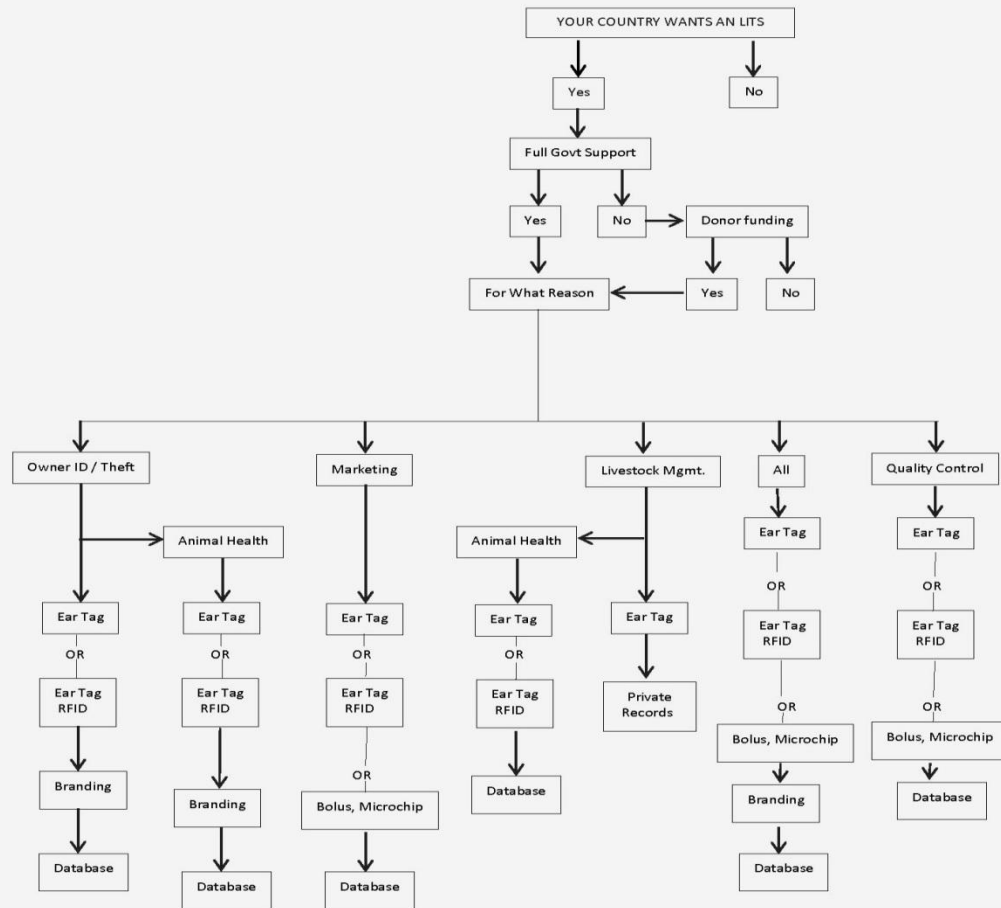 YOUR COUNTRY WANTS AN LITS
Yes
No
Full Govt Support
Yes
No
Donor funding
For What Reason
Yes
No
Owner ID / Theft
Marketing
Livestock Mgmt.
All
Quality Control
Animal Health
Animal Health
Ear Tag
Ear Tag
Ear Tag
Ear Tag
Ear Tag
Ear Tag
Ear Tag
OR
OR
OR
OR
OR
OR
Ear Tag
RFID
Ear Tag
RFID
Ear Tag
RFID
Ear Tag
RFID
Private
Records
Ear Tag
RFID
Ear Tag
RFID
OR
OR
OR
Branding
Branding
Bolus, Microchip
Database
Bolus, Microchip
Bolus, Microchip
Branding
Database
Database
Database
Database
Database